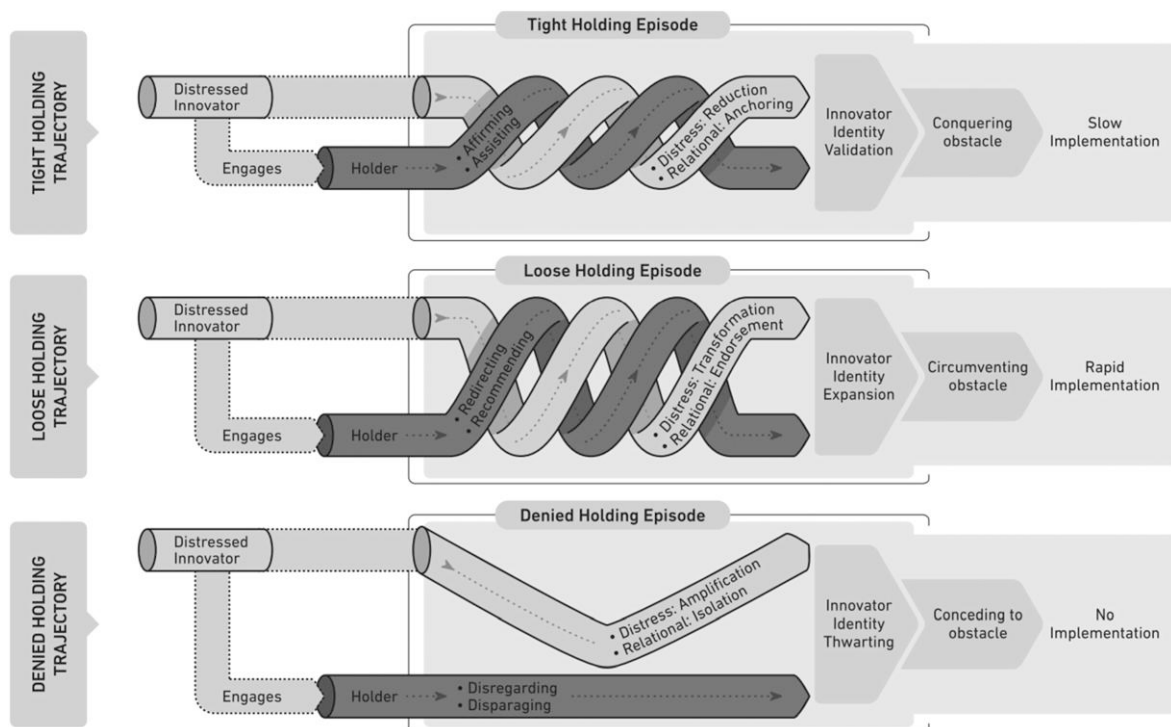 Tight Holding Episode
TIGHT HOLDING
TRAJECTORY
Distressed
Innovator
Engages
Holder
• Affirming
• Assisting
• Distress: Reduction
• Relational: Anchoring
Innovator
Identity
Validation
Conquering
obstacle
Slow
Implementation
Loose Holding Episode
LOOSE HOLDING
TRAJECTORY
Distressed
Innovator
Engages
Holder
• Redirecting
• Recommending
• Distress: Transformation
• Relational: Endorsement
Innovator
Identity
Expansion
Circumventing
obstacle
Rapid
Implementation
Denied Holding Episode
DENIED HOLDING
TRAJECTORY
Distressed
Innovator
Engages
Holder
• Disregarding
• Disparaging
• Distress: Amplification
• Relational: Isolation
Innovator
Identity
Thwarting
Conceding to
obstacle
No
Implementation